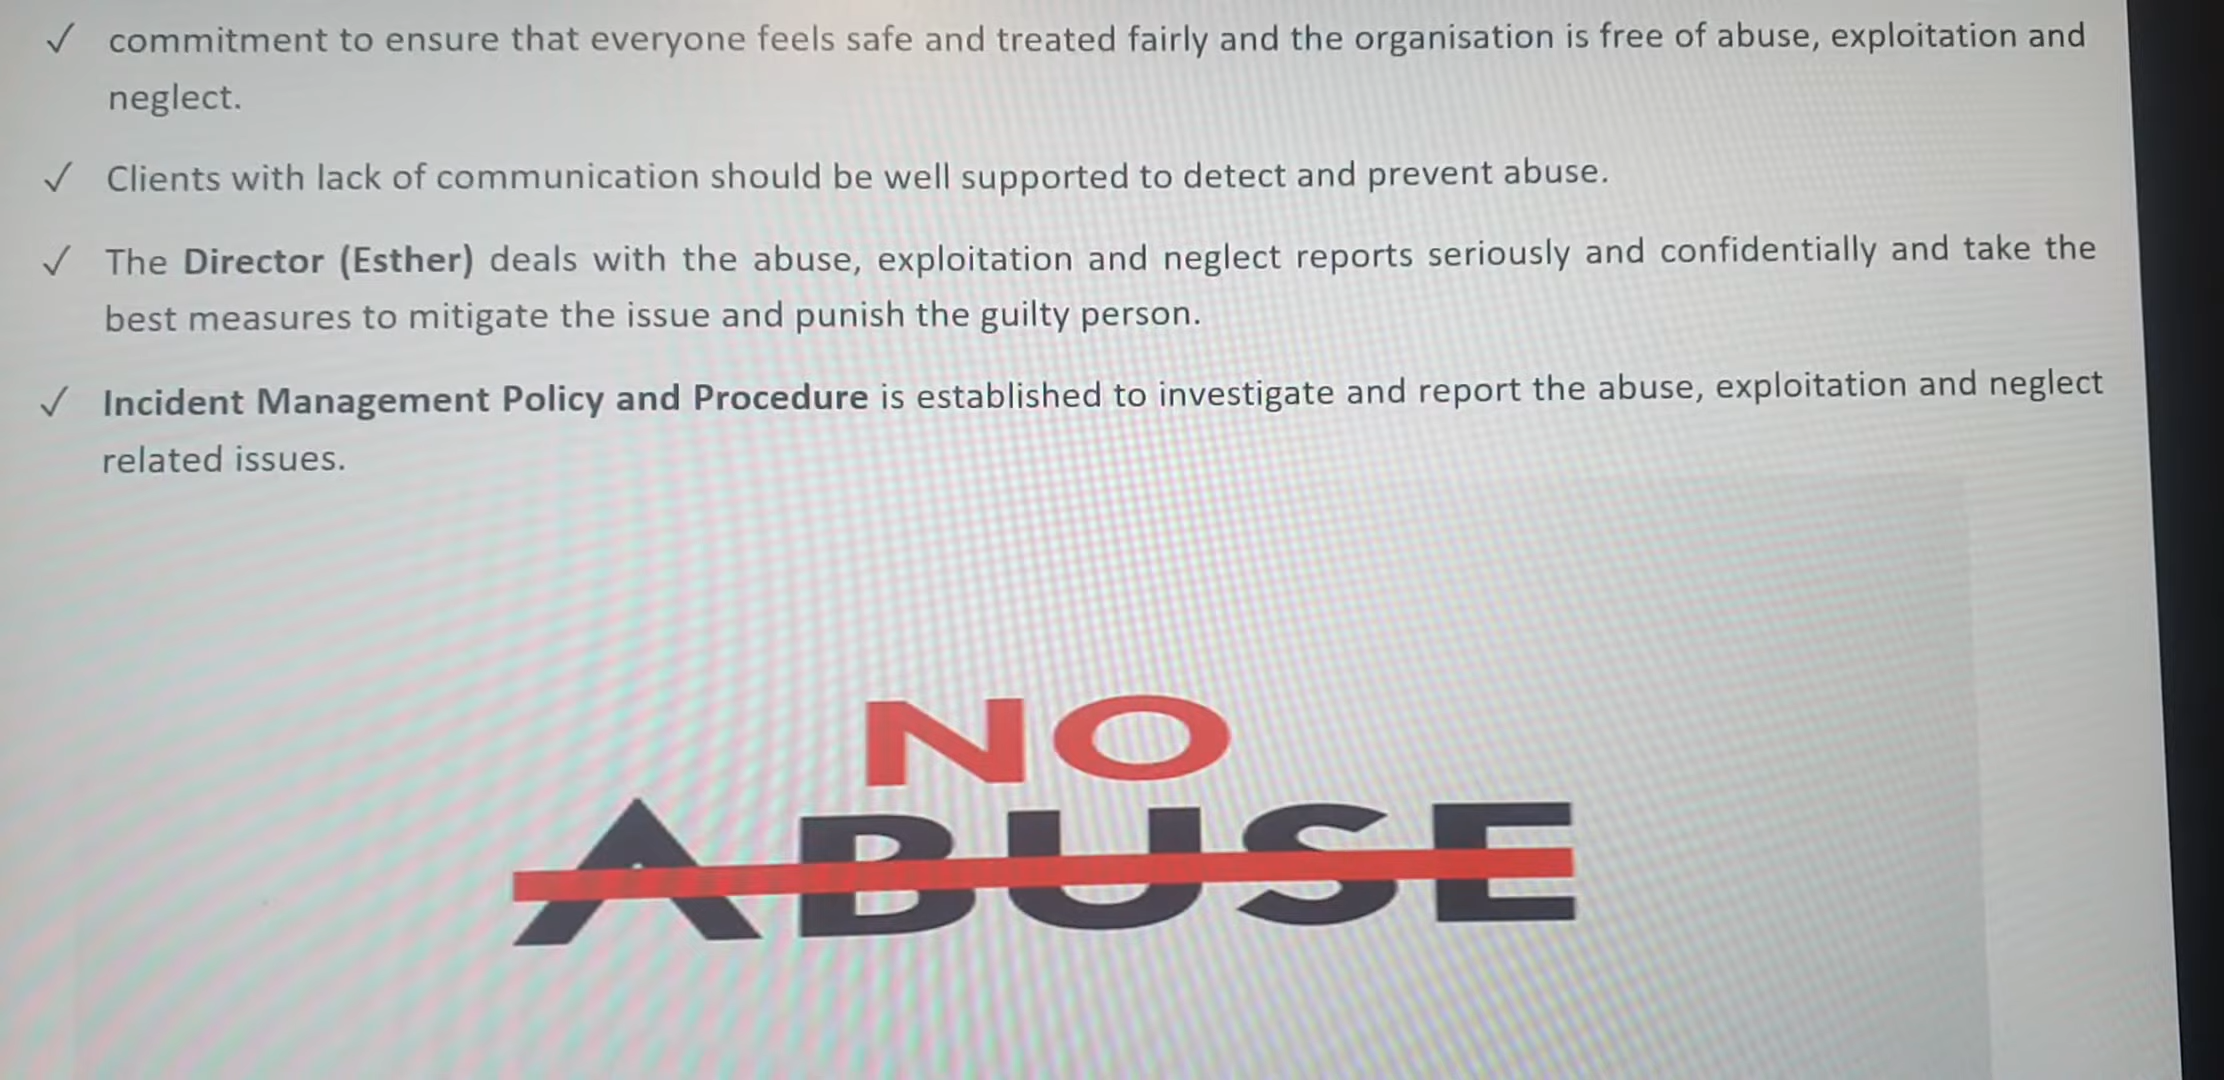 ✓ commitment to ensure that everyone feels safe and treated fairly and the organisation is free of abuse, exploitation and
neglect.
✓ Clients with lack of communication should be well supported to detect and prevent abuse.
✓ The Director (Esther) deals with the abuse, exploitation and neglect reports seriously and confidentially and take the
best measures to mitigate the issue and punish the guilty person.
✓ Incident Management Policy and Procedure is established to investigate and report the abuse, exploitation and neglect
related issues.
NO
ABUSE